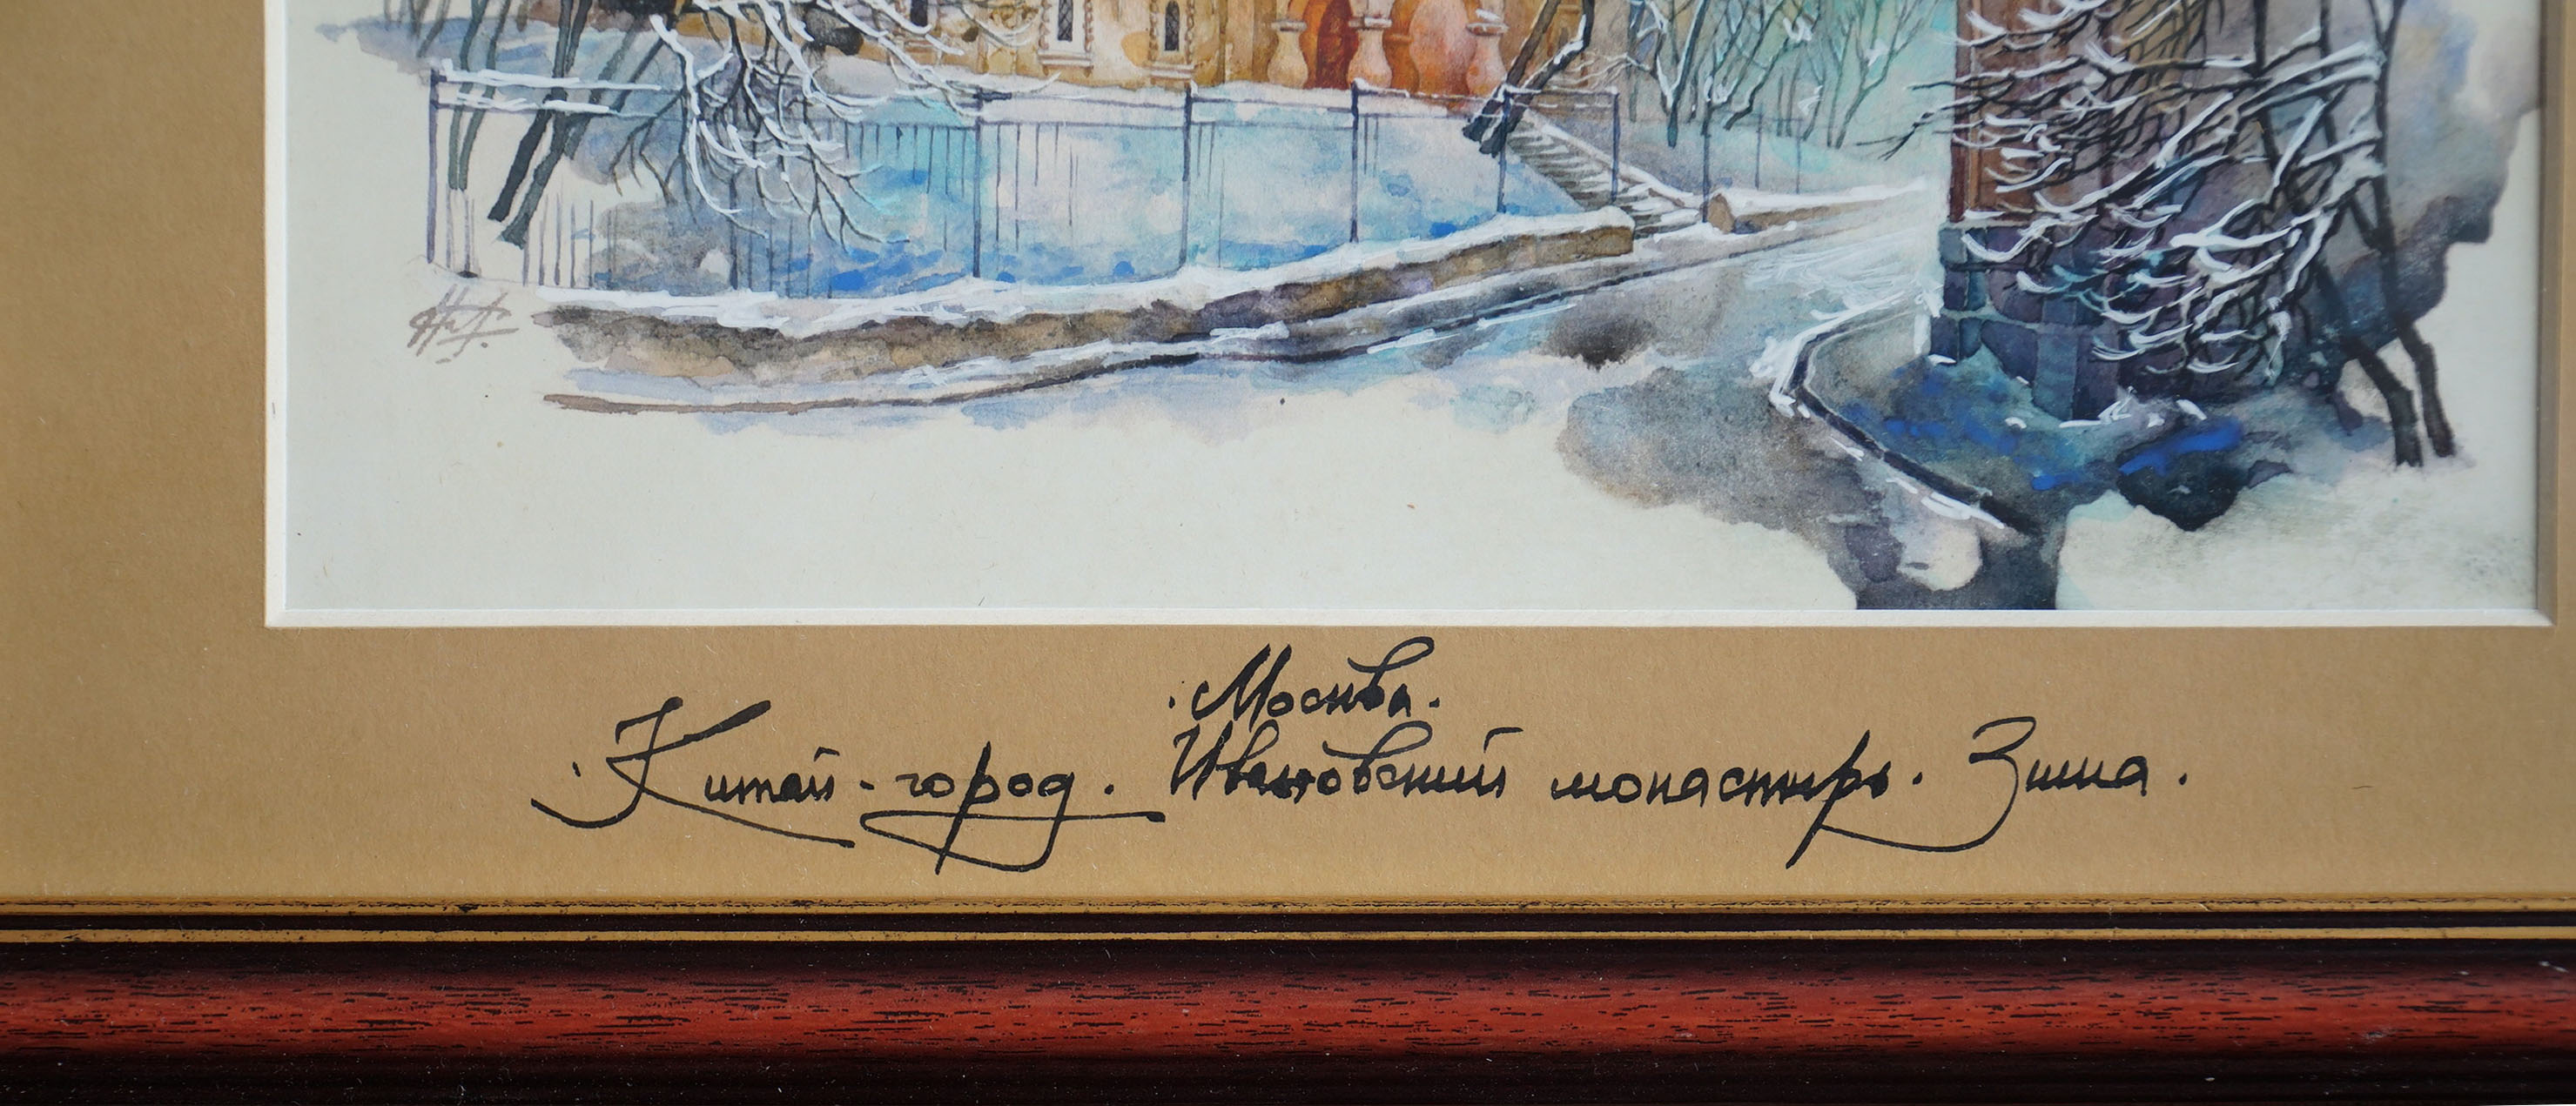 . Москва.
. Китай-город. Ивановский монастырь. Зима.